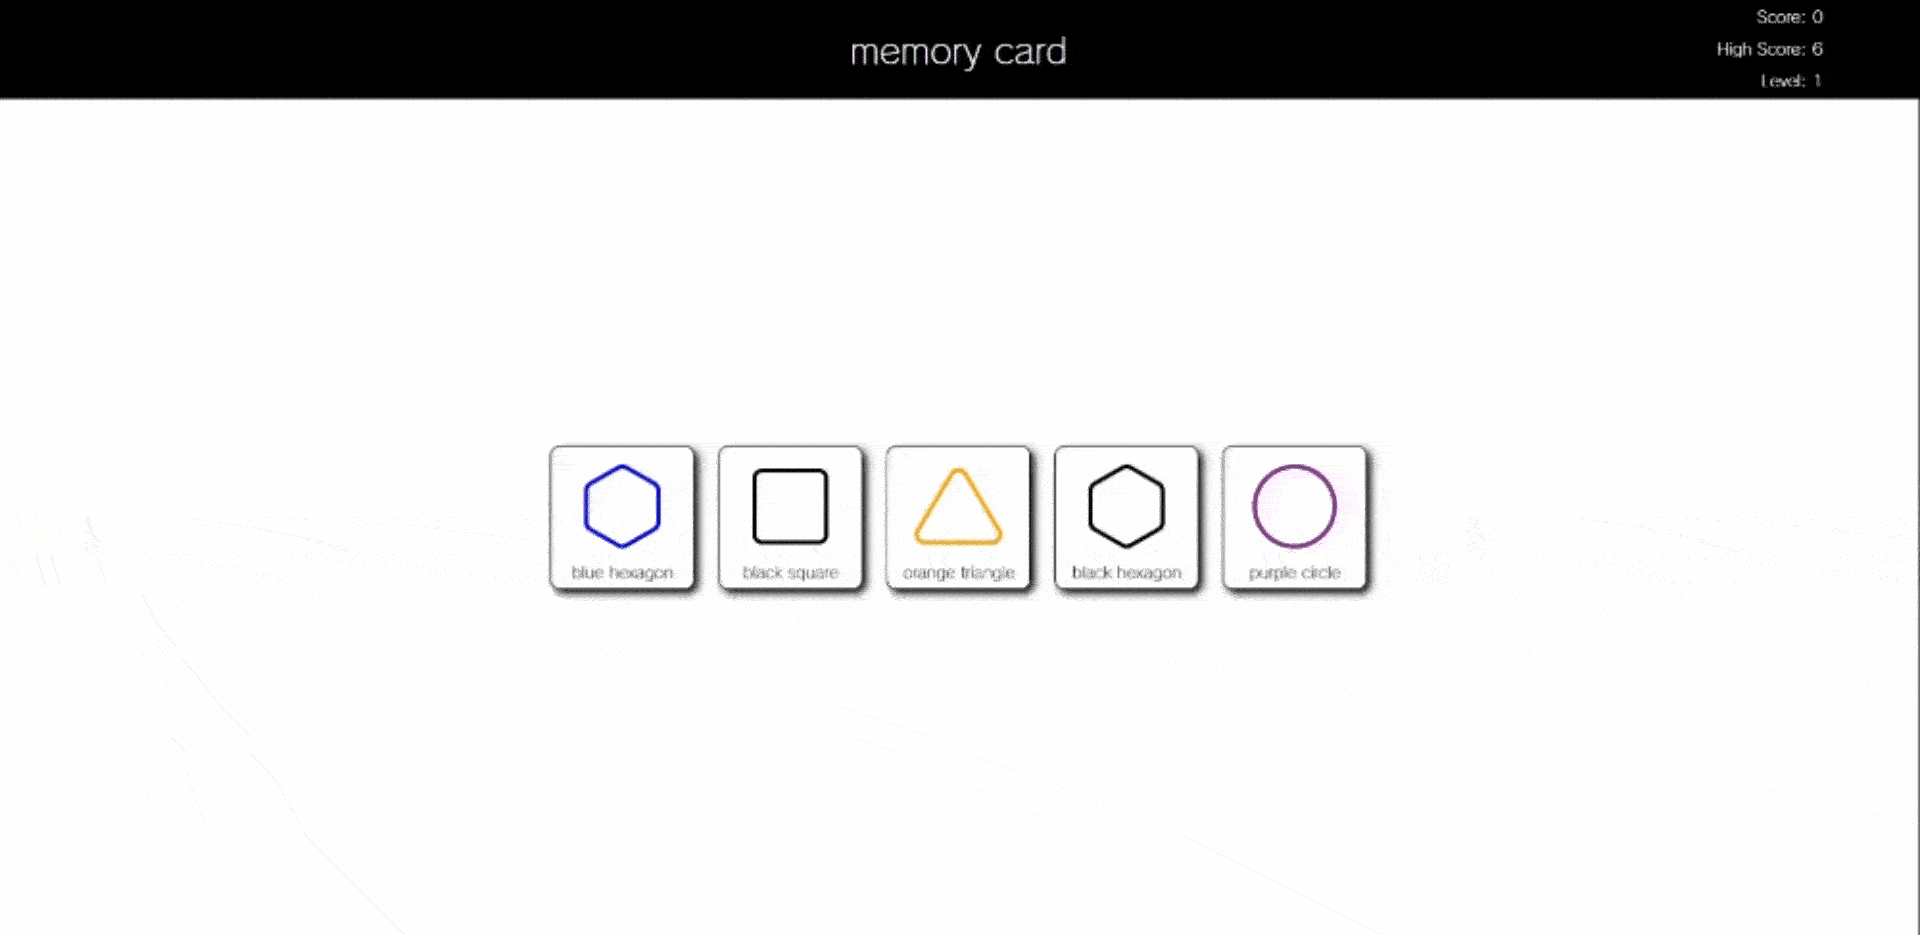 memory card
Score: 0
High Score: 6
Level: 1
blue hexagon
black square
orange triangle
black hexagon
purple circle